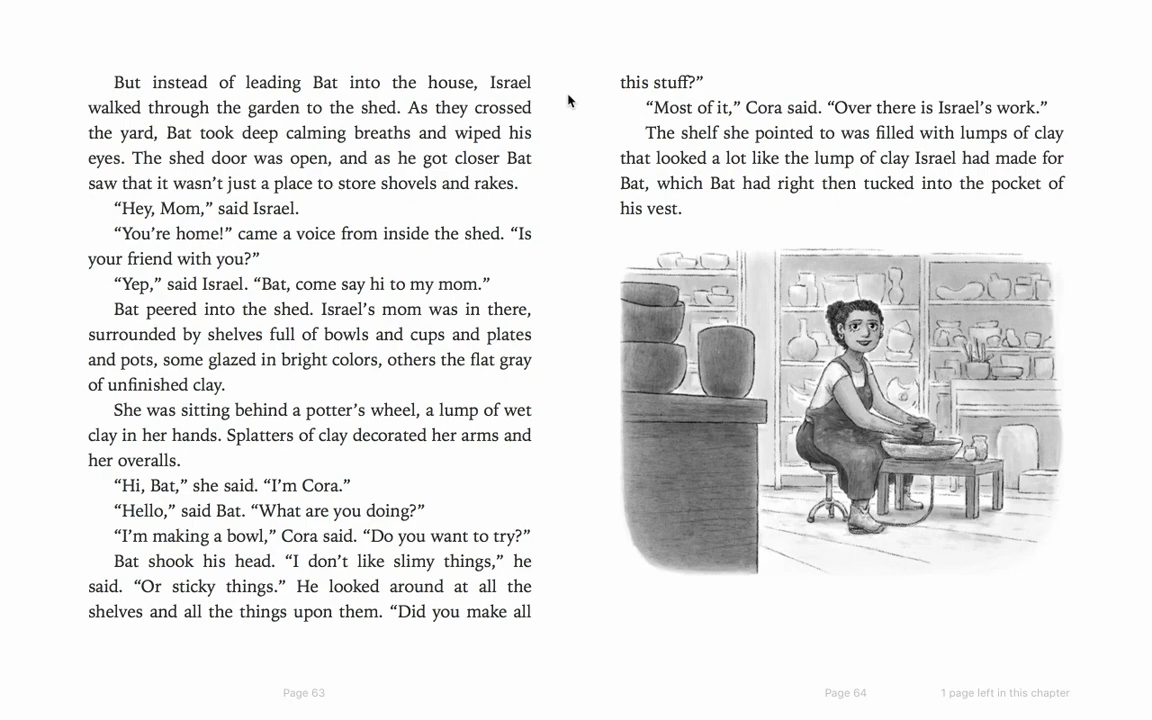 But instead of leading Bat into the house, Israel
walked through the garden to the shed. As they crossed
the yard, Bat took deep calming breaths and wiped his
eyes. The shed door was open, and as he got closer Bat
saw that it wasn’t just a place to store shovels and rakes.
“Hey, Mom,” said Israel.
“You’re home!” came a voice from inside the shed. “Is
your friend with you?”
“Yep,” said Israel. “Bat, come say hi to my mom.”
Bat peered into the shed. Israel’s mom was in there,
surrounded by shelves full of bowls and cups and plates
and pots, some glazed in bright colors, others the flat gray
of unfinished clay.
She was sitting behind a potter’s wheel, a lump of wet
clay in her hands. Splatters of clay decorated her arms and
her overalls.
“Hi, Bat,” she said. “I’m Cora.”
“Hello,” said Bat. “What are you doing?”
“I’m making a bowl,” Cora said. “Do you want to try?”
Bat shook his head. “I don’t like slimy things,” he
said. “Or sticky things.” He looked around at all the
shelves and all the things upon them. “Did you make all
this stuff?”
“Most of it,” Cora said. “Over there is Israel’s work.”
The shelf she pointed to was filled with lumps of clay
that looked a lot like the lump of clay Israel had made for
Bat, which Bat had right then tucked into the pocket of
his vest.
Page 63
Page 64
1 page left in this chapter